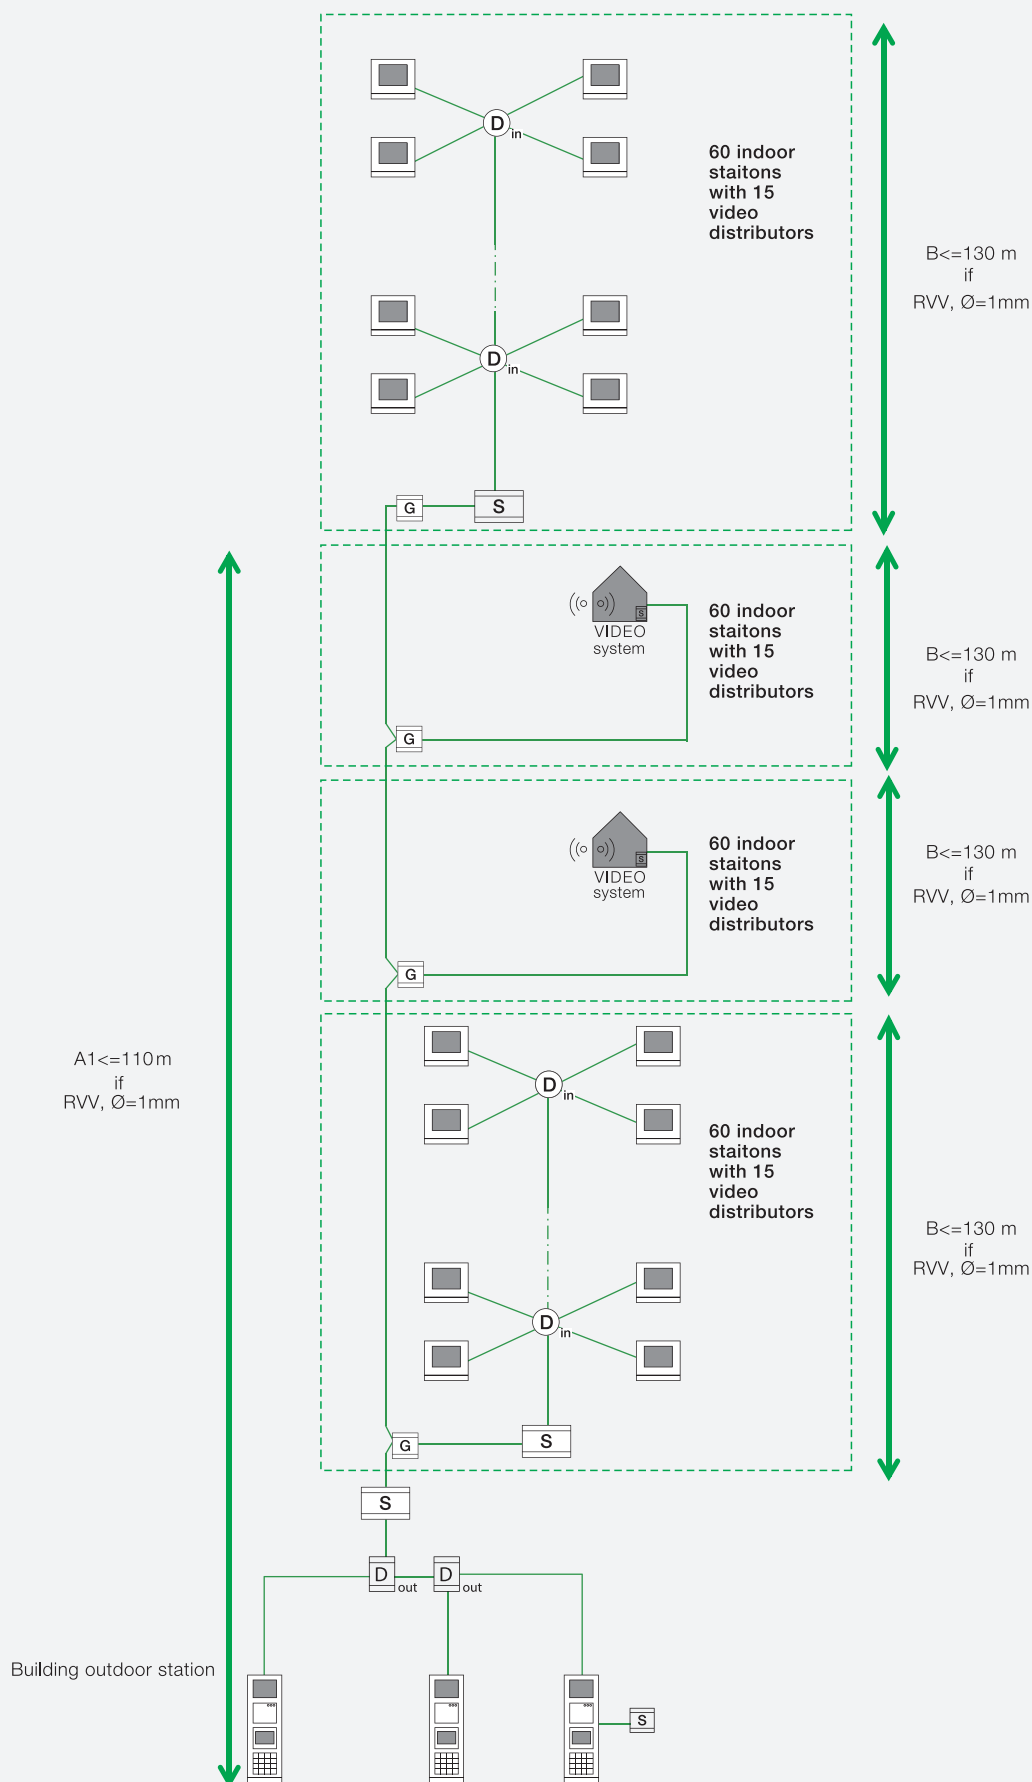 D
in
60 indoor
staitons
with 15
video
distributors
B<=130 m
if
RVV, Ø=1mm
D
in
G
S
S
VIDEO
system
60 indoor
staitons
with 15
video
distributors
B<=130 m
if
RVV, Ø=1mm
G
S
VIDEO
system
60 indoor
staitons
with 15
video
distributors
B<=130 m
if
RVV, Ø=1mm
G
A1<=110 m
if
RVV, Ø=1mm
D
in
60 indoor
staitons
with 15
video
distributors
B<=130 m
if
RVV, Ø=1mm
D
in
G
S
S
D
out
D
out
Building outdoor station
S